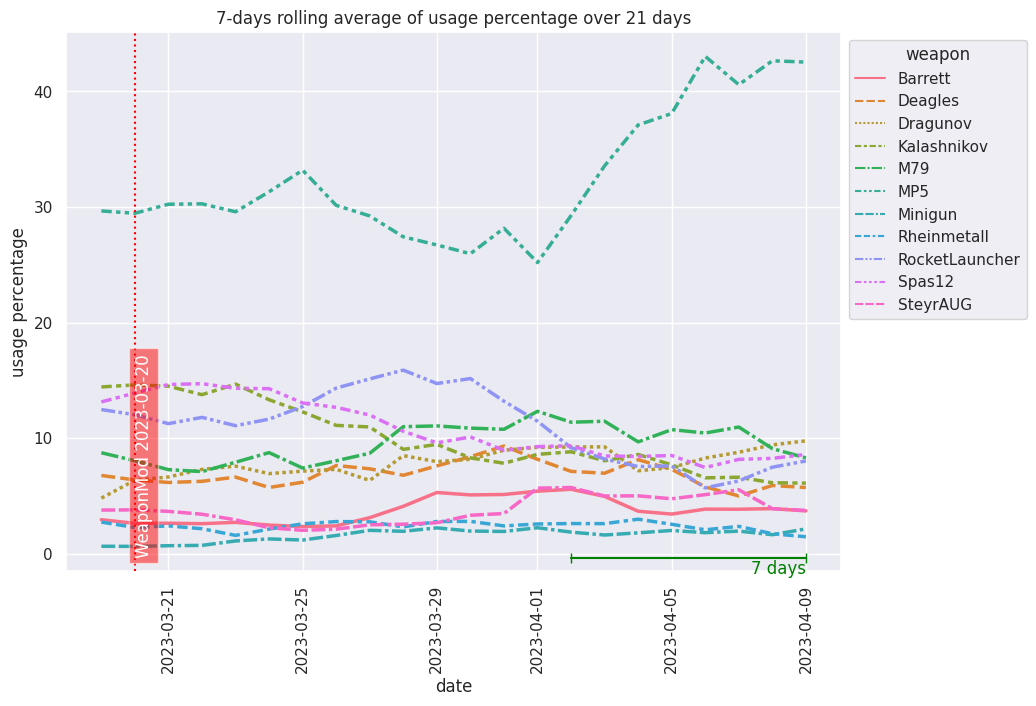 7-days rolling average of usage percentage over 21 days
usage percentage
40
30
20
10
0
WeaponMod 2023-03-20
7 days
2023-03-21
2023-03-25
2023-03-29
2023-04-01
2023-04-05
2023-04-09
date
weapon
Barrett
Deagles
Dragunov
Kalashnikov
M79
MP5
Minigun
Rheinmetall
RocketLauncher
Spas12
SteyrAUG